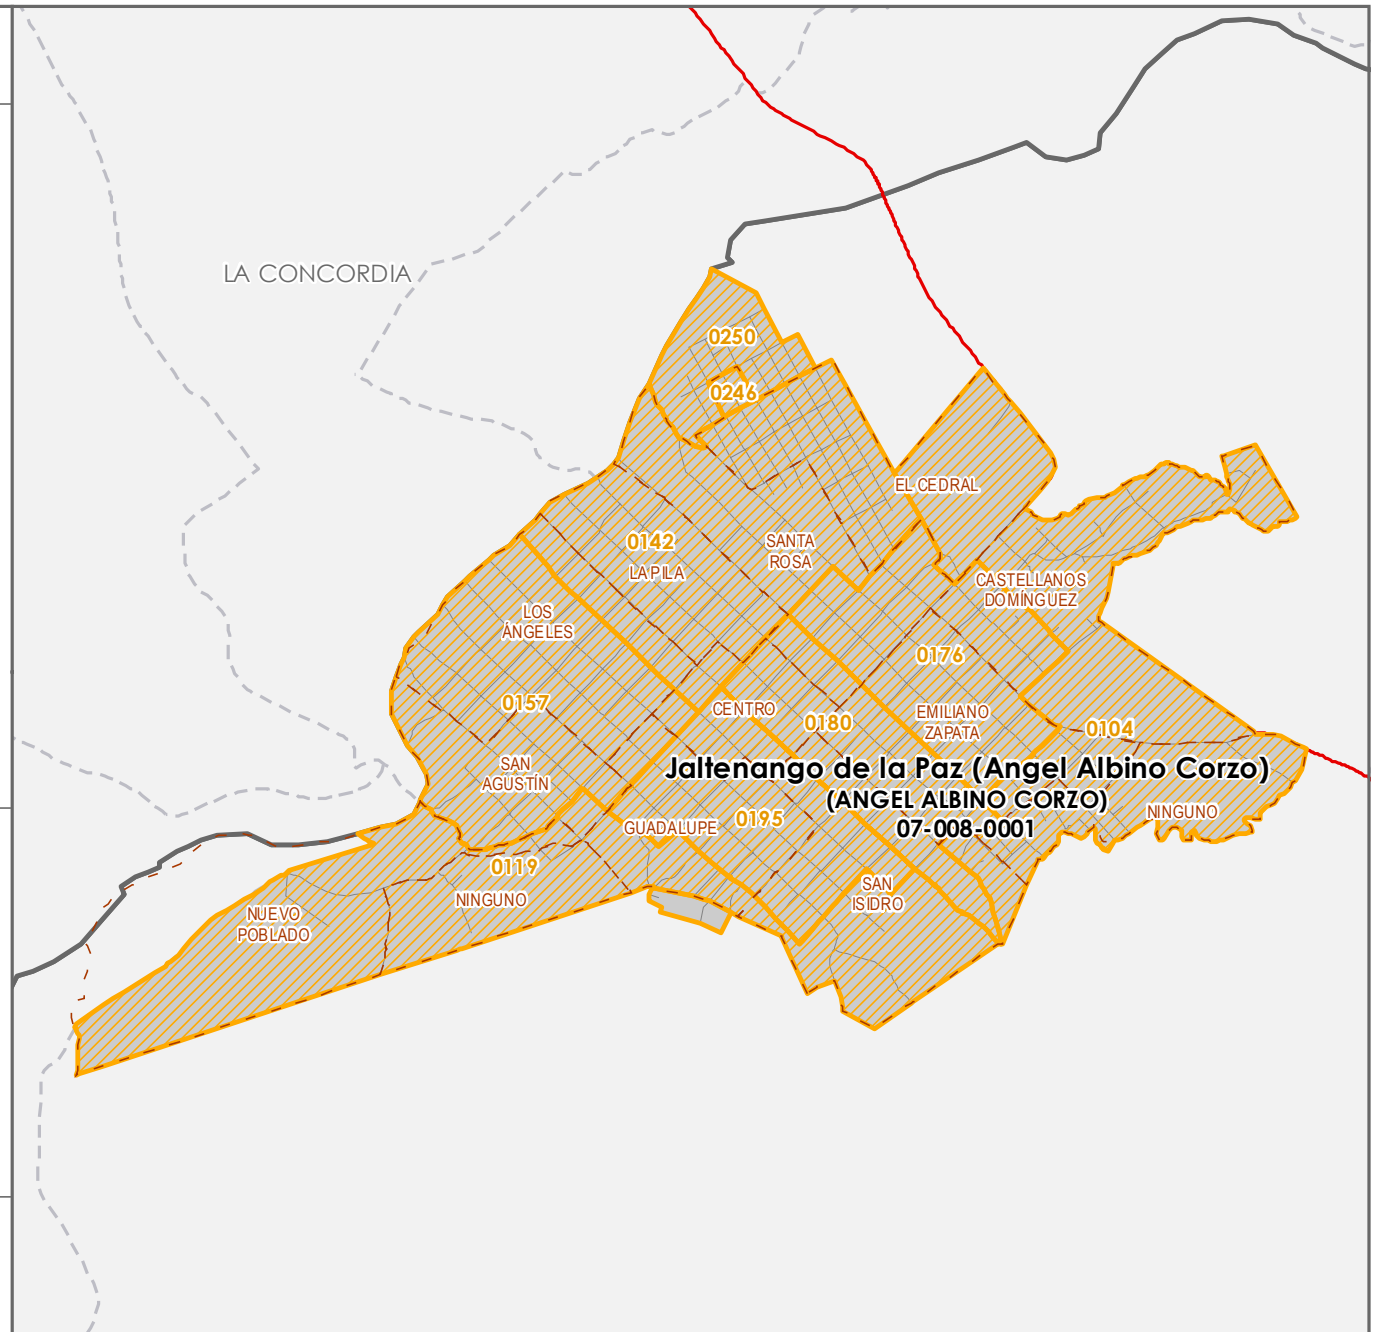 LA CONCORDIA
0250
0246
EL CEDRAL
0142
SANTA
ROSA
LA PILA
CASTELLANOS
DOMÍNGUEZ
LOS
ÁNGELES
0176
0157
CENTRO
0180
EMILIANO
ZAPATA
0104
SAN
AGUSTÍN
Jaltenango de la Paz (Angel Albino Corzo)
(ANGEL ALBINO CORZO)
07-008-0001
NINGUNO
0195
GUADALUPE
0119
NINGUNO
SAN
ISIDRO
NUEVO
POBLADO